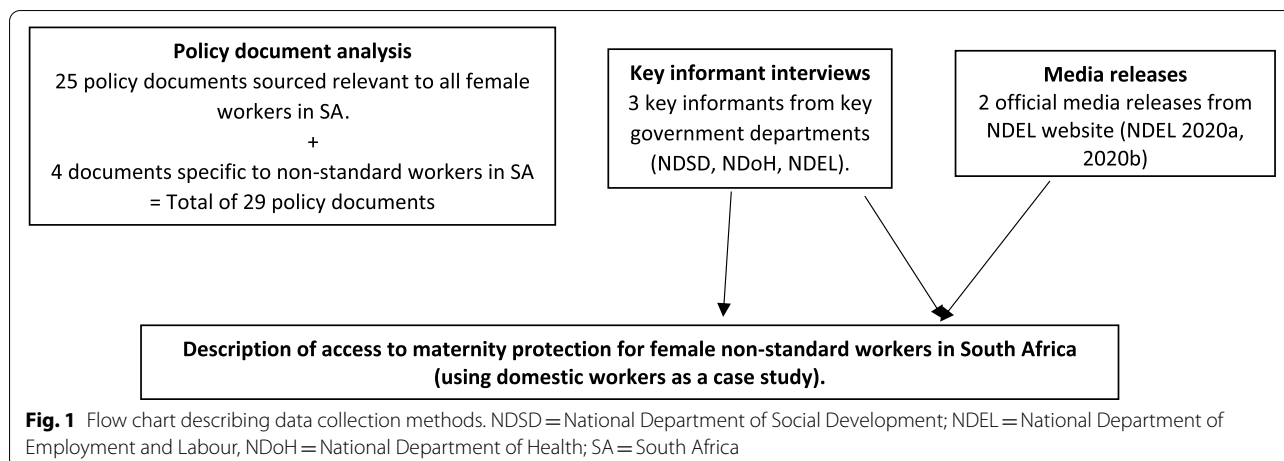 Policy document analysis
25 policy documents sourced relevant to all female
workers in SA.
+
4 documents specific to non-standard workers in SA
= Total of 29 policy documents
Key informant interviews
3 key informants from key
government departments
(NDSD, NDoH, NDEL).
Media releases
2 official media releases from
NDEL website (NDEL 2020a,
2020b)
Description of access to maternity protection for female non-standard workers in South Africa
(using domestic workers as a case study).
Fig. 1 Flow chart describing data collection methods. NDSD = National Department of Social Development; NDEL = National Department of
Employment and Labour, NDoH = National Department of Health; SA = South Africa